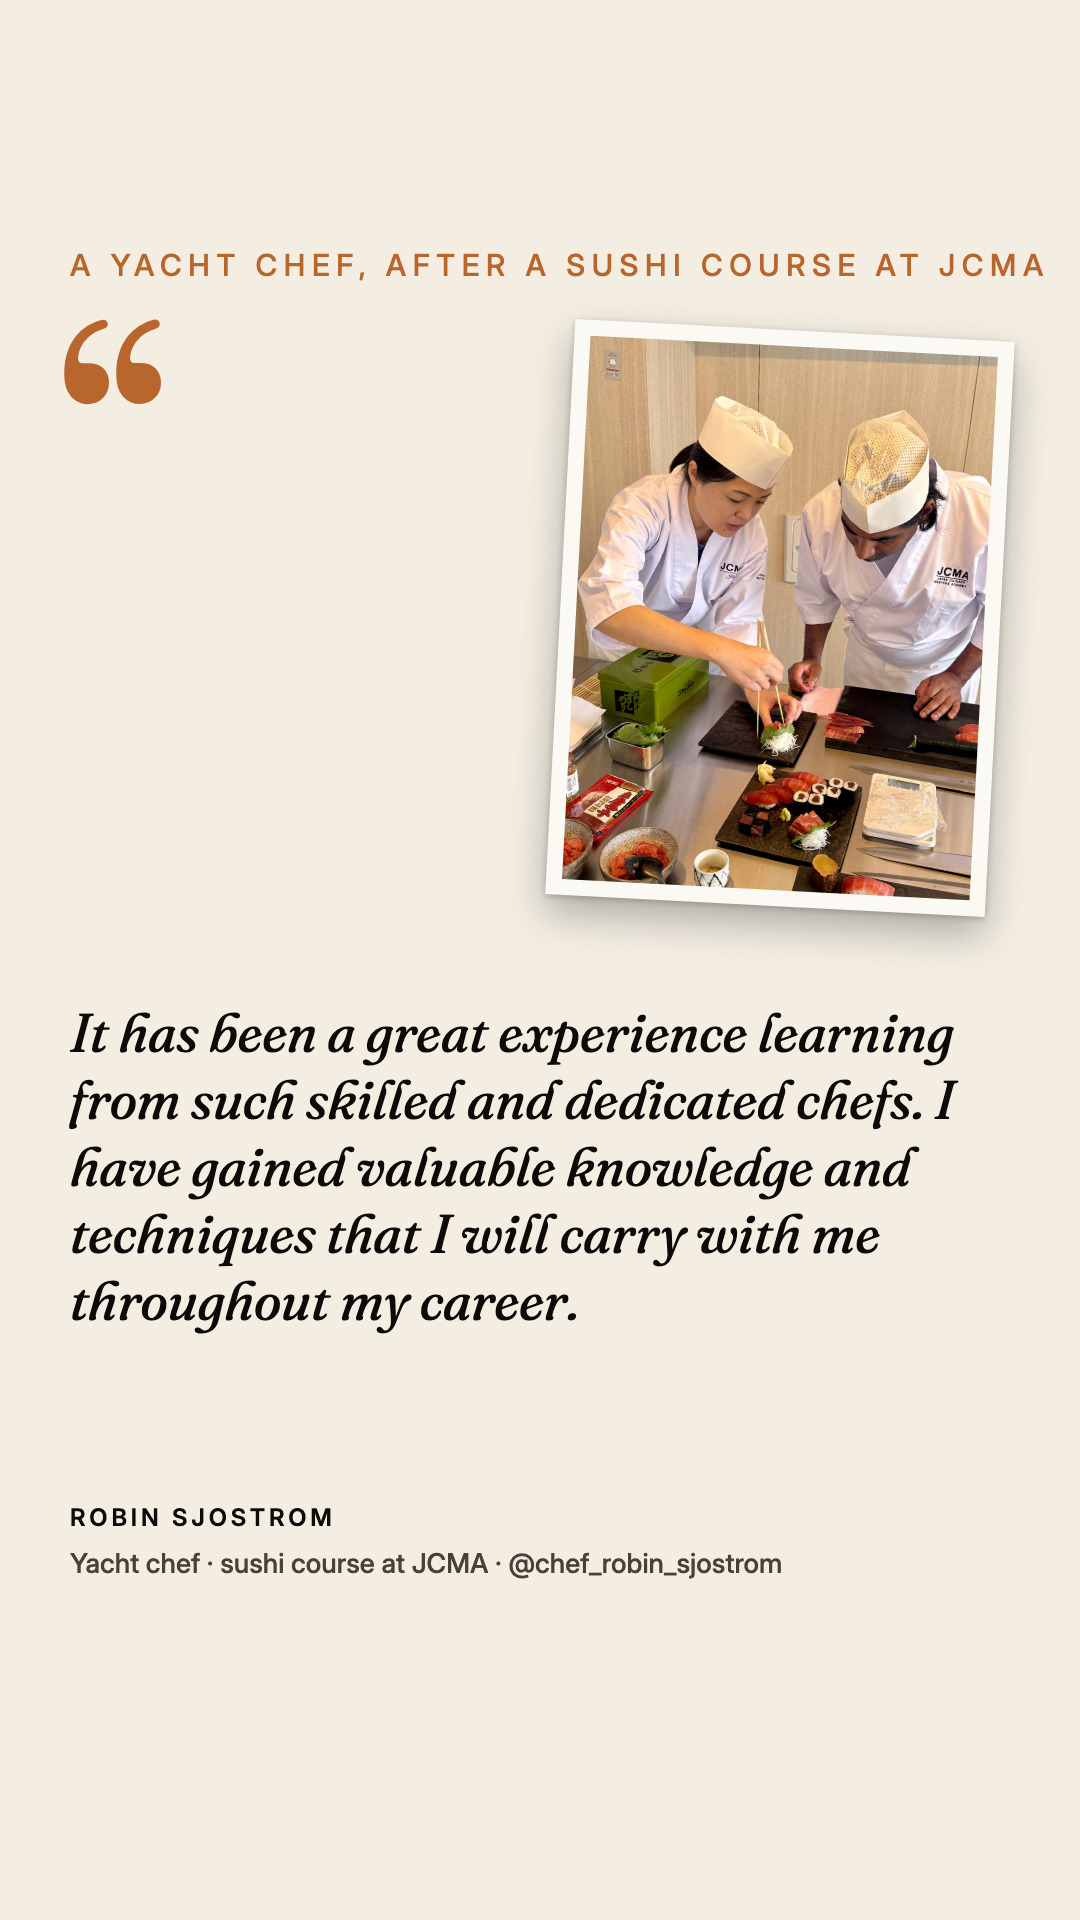 A YACHT CHEF, AFTER A SUSHI COURSE AT JCMA
“
JCMA
It has been a great experience learning
from such skilled and dedicated chefs. I
have gained valuable knowledge and
techniques that I will carry with me
throughout my career.
ROBIN SJOSTROM
Yacht chef · sushi course at JCMA · @chef_robin_sjostrom